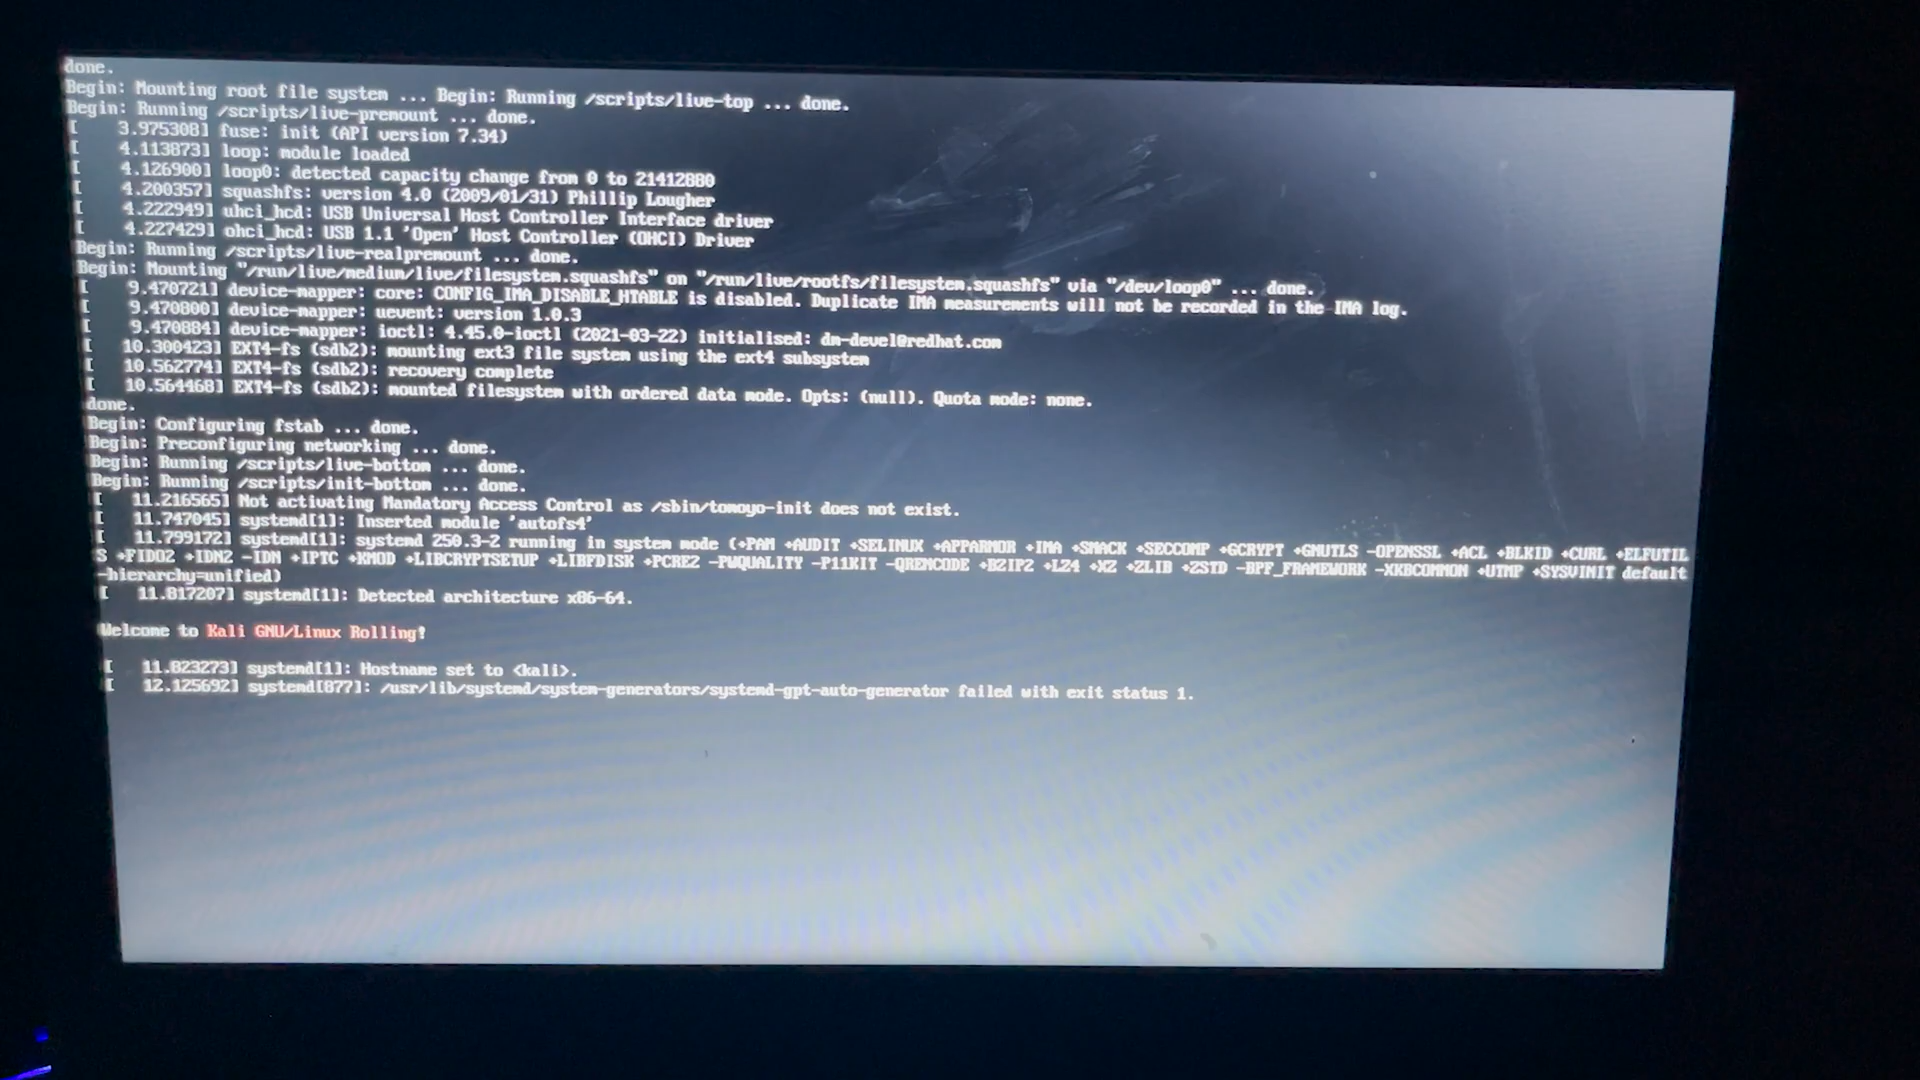 done.
Begin: Mounting root file system ... Begin: Running /scripts/live-top ... done.
Begin: Running /scripts/live-premount ... done.
[    3.975308] fuse: init (API version 7.34)
[    4.113873] loop: module loaded
[    4.126900] loop0: detected capacity change from 0 to 21412880
[    4.200357] squashfs: version 4.0 (2009/01/31) Phillip Lougher
[    4.222949] uhci_hcd: USB Universal Host Controller Interface driver
[    4.227429] ohci_hcd: USB 1.1 'Open' Host Controller (OHCI) Driver
Begin: Running /scripts/live-realpremount ... done.
Begin: Mounting "/run/live/medium/live/filesystem.squashfs" on "/run/live/rootfs/filesystem.squashfs" via "/dev/loop0" ... done.
[    9.470721] device-mapper: core: CONFIG_IMA_DISABLE_HTABLE is disabled. Duplicate IMA measurements will not be recorded in the IMA log.
[    9.470800] device-mapper: uevent: version 1.0.3
[    9.470884] device-mapper: ioctl: 4.45.0-ioctl (2021-03-22) initialised: dm-devel@redhat.com
[   10.300423] EXT4-fs (sdb2): mounting ext3 file system using the ext4 subsystem
[   10.562774] EXT4-fs (sdb2): recovery complete
[   10.564468] EXT4-fs (sdb2): mounted filesystem with ordered data mode. Opts: (null). Quota mode: none.
done.
Begin: Configuring fstab ... done.
Begin: Preconfiguring networking ... done.
Begin: Running /scripts/live-bottom ... done.
Begin: Running /scripts/init-bottom ... done.
[   11.216565] Not activating Mandatory Access Control as /sbin/tomoyo-init does not exist.
[   11.747045] systemd[1]: Inserted module 'autofs4'
[   11.799172] systemd[1]: systemd 250.3-2 running in system mode (+PAM +AUDIT +SELINUX +APPARMOR +IMA +SMACK +SECCOMP +GCRYPT +GNUTLS -OPENSSL +ACL +BLKID +CURL +ELFUTIL
S +FIDO2 +IDN2 -IDN +IPTC +KMOD +LIBCRYPTSETUP +LIBFDISK +PCRE2 -PWQUALITY -P11KIT -QRENCODE +BZIP2 +LZ4 +XZ +ZLIB +ZSTD -BPF_FRAMEWORK -XKBCOMMON +UTMP +SYSVINIT default
-hierarchy=unified)
[   11.817207] systemd[1]: Detected architecture x86-64.
Welcome to Kali GNU/Linux Rolling!
[   11.823273] systemd[1]: Hostname set to <kali>.
[   12.125692] systemd[877]: /usr/lib/systemd/system-generators/systemd-gpt-auto-generator failed with exit status 1.